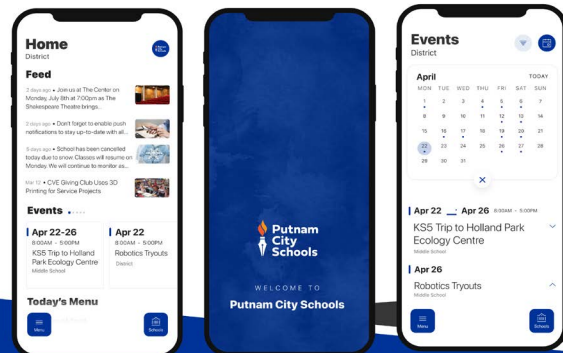 Home
District
Feed
3 days ago • Join us at The Center on
Monday, July 8th at 7:00pm as The
Shakespeare Theatre brings...
2 days ago • Don't forget to enable push
notifications to stay up-to-date with all...
5 days ago • School has been cancelled
today due to snow. Classes will resume on
Monday. We will continue to monitor as...
Mar 12 • CVE Giving Club Uses 3D
Printing for Service Projects
Events
Apr 22-26
8:00AM - 5:00PM
KS5 Trip to Holland
Park Ecology Centre
Middle School
Apr 22
8:00AM - 5:00PM
Robotics Tryouts
District
Today's Menu
Menu
Schools
Putnam
City
Schools
WELCOME TO
Putnam City Schools
Events
District
April
TODAY
MON TUE WED THU FRI SAT SUN
1 2 3 4 5 6 7
8 9 10 11 12 13 14
15 16 17 18 19 20 21
22 23 24 25 26 27 28
29 30 31
Apr 22 - Apr 26 8:00AM - 5:00PM
KS5 Trip to Holland Park
Ecology Centre
Middle School
Apr 26
Robotics Tryouts
Middle School
Menu
Schools